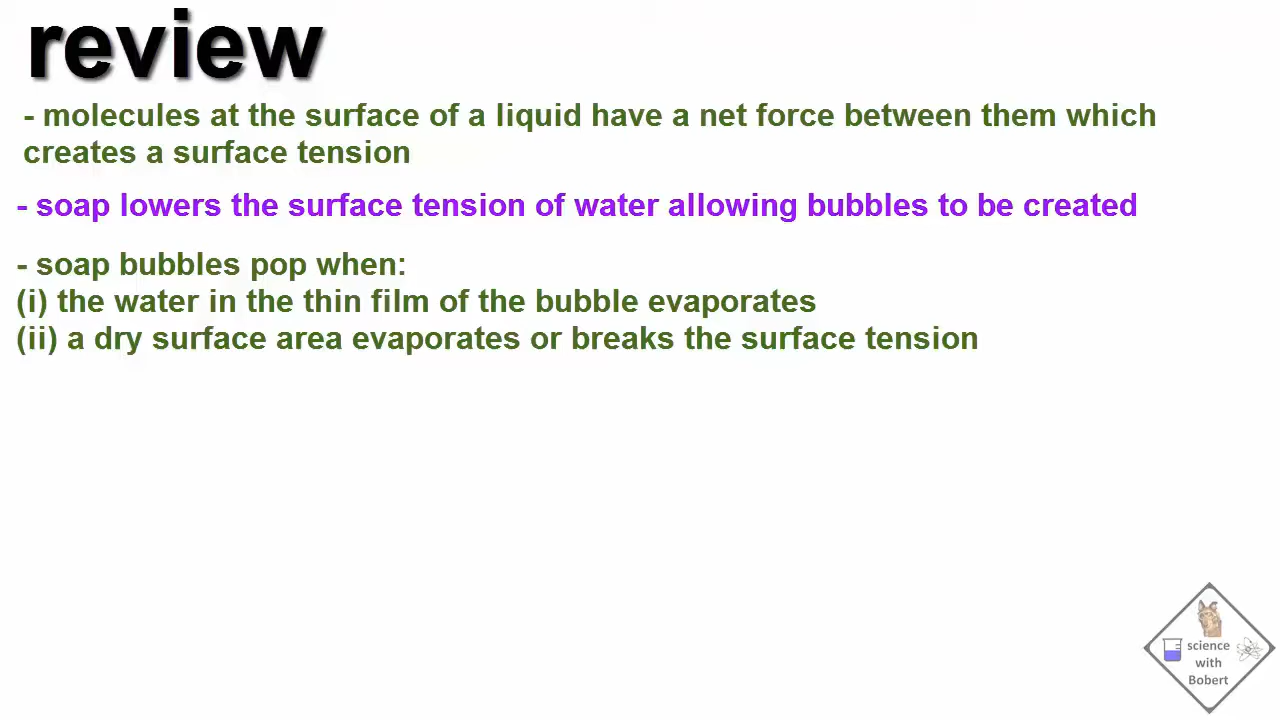 review
- molecules at the surface of a liquid have a net force between them which
creates a surface tension
- soap lowers the surface tension of water allowing bubbles to be created
- soap bubbles pop when:
(i) the water in the thin film of the bubble evaporates
(ii) a dry surface area evaporates or breaks the surface tension
science
with
Bobert